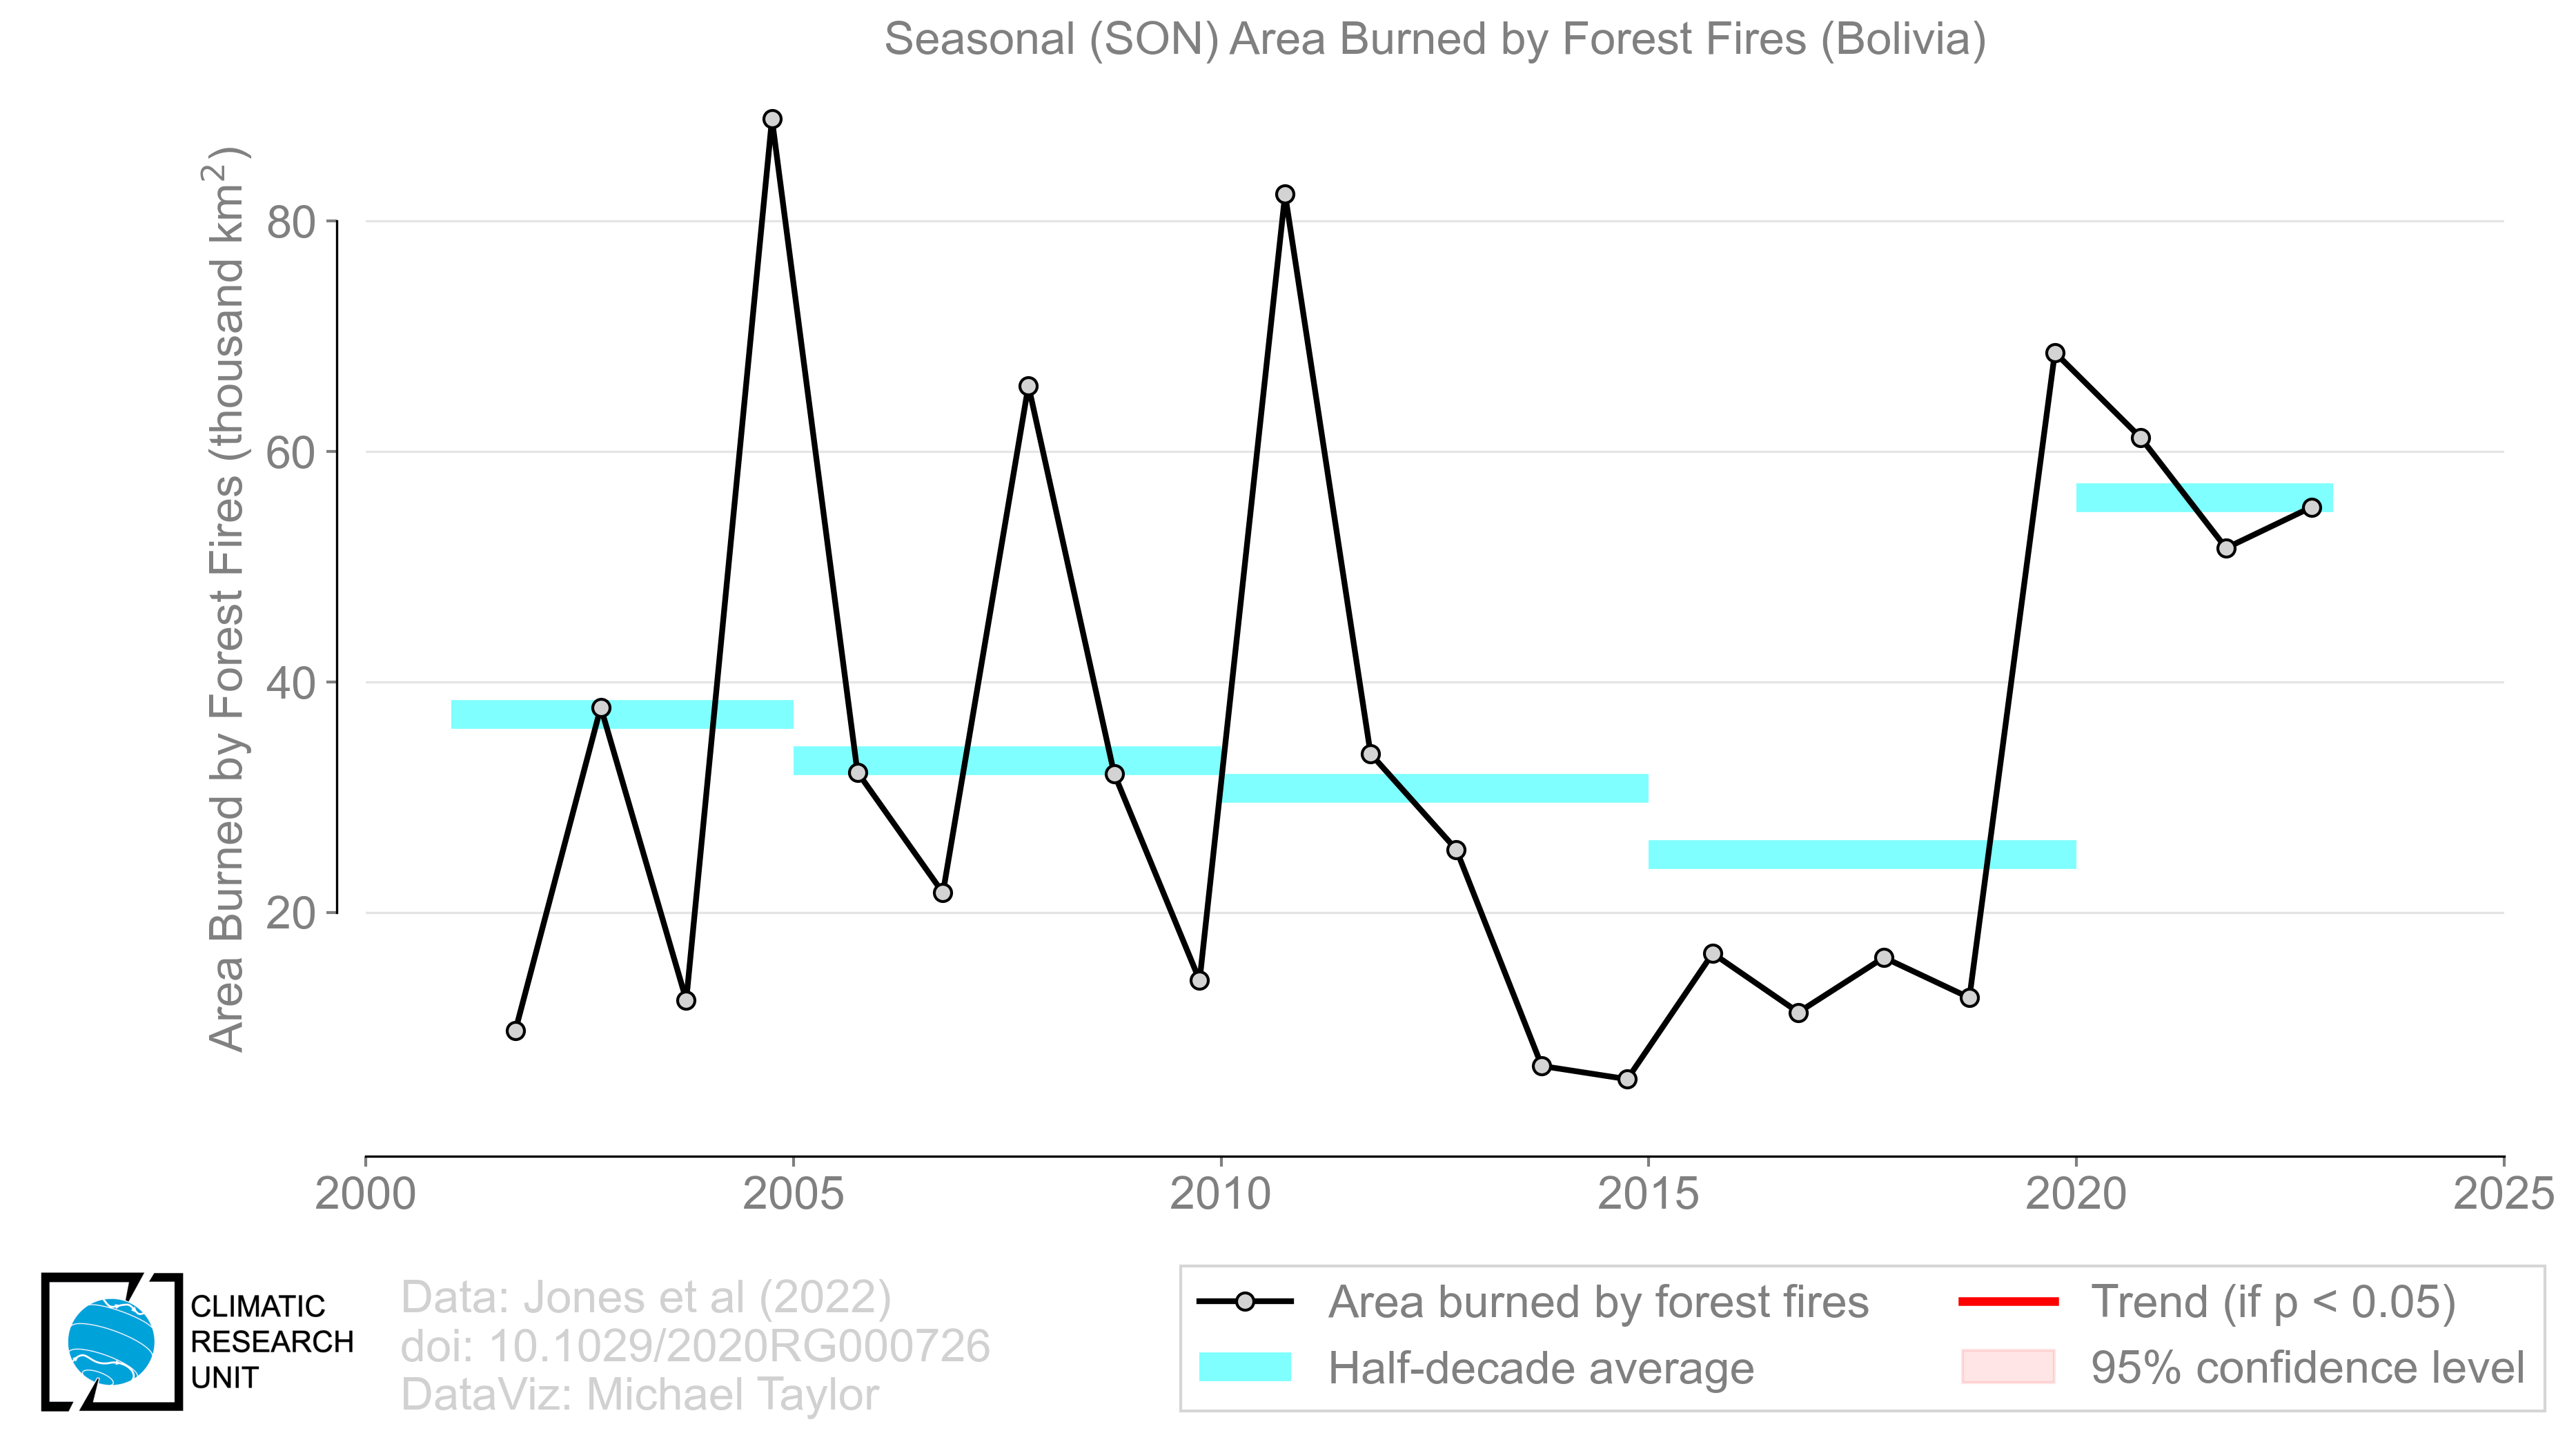 Seasonal (SON) Area Burned by Forest Fires (Bolivia)
Area Burned by Forest Fires (thousand km²)
80
60
40
20
2000 2005 2010 2015 2020 2025
CLIMATIC
RESEARCH
UNIT
Data: Jones et al (2022)
doi: 10.1029/2020RG000726
DataViz: Michael Taylor
Area burned by forest fires
Half-decade average
Trend (if p < 0.05)
95% confidence level